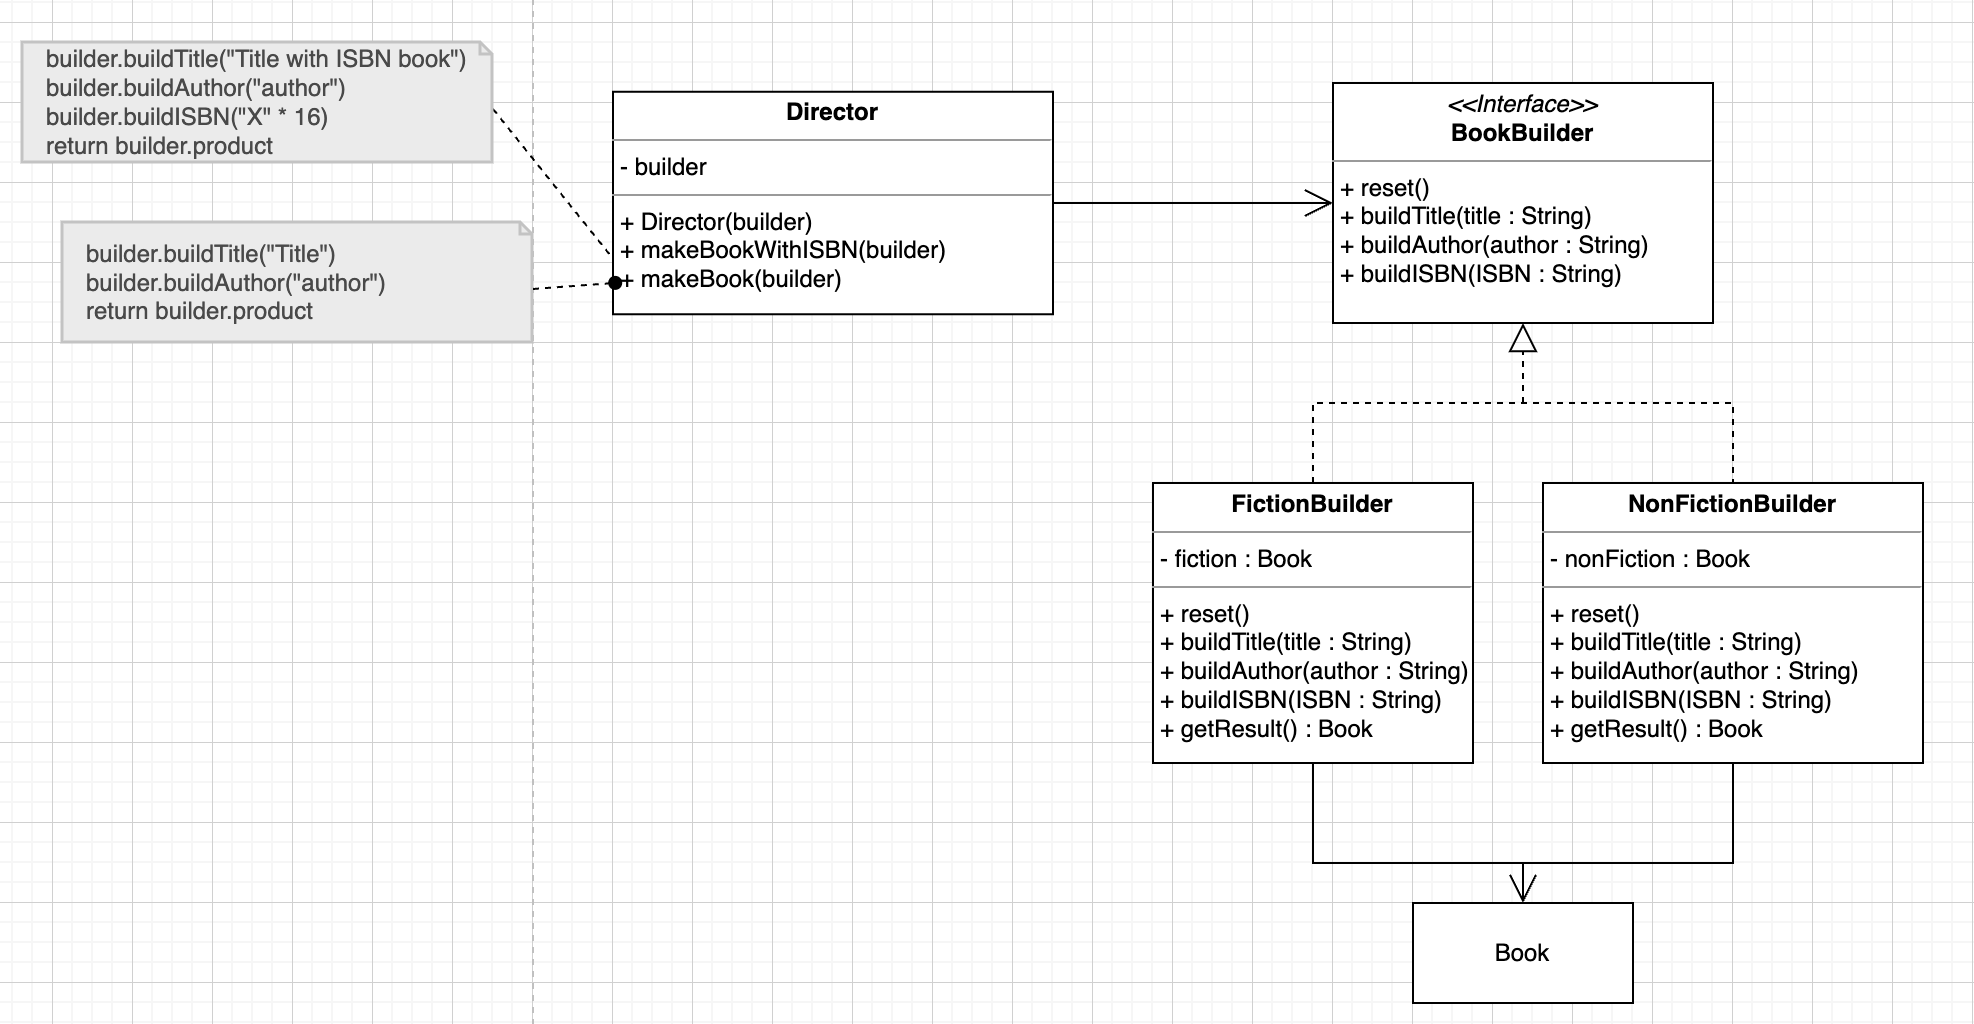 builder.buildTitle("Title with ISBN book")
builder.buildAuthor("author")
builder.buildISBN("X" * 16)
return builder.product
builder.buildTitle("Title")
builder.buildAuthor("author")
return builder.product
Director
- builder
+ Director(builder)
+ makeBookWithISBN(builder)
+ makeBook(builder)
<<Interface>>
BookBuilder
+ reset()
+ buildTitle(title : String)
+ buildAuthor(author : String)
+ buildISBN(ISBN : String)
FictionBuilder
- fiction : Book
+ reset()
+ buildTitle(title : String)
+ buildAuthor(author : String)
+ buildISBN(ISBN : String)
+ getResult() : Book
NonFictionBuilder
- nonFiction : Book
+ reset()
+ buildTitle(title : String)
+ buildAuthor(author : String)
+ buildISBN(ISBN : String)
+ getResult() : Book
Book